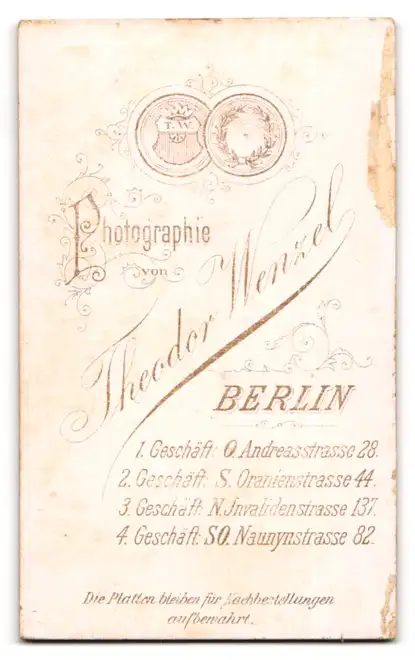 T.W.
Photographie
von
Theodor Wenzel
BERLIN
1. Geschäft: O. Andreasstrasse 28.
2. Geschäft: S. Oranienstrasse 44.
3. Geschäft: N. Invalidenstrasse 137.
4. Geschäft: SO. Naunynstrasse 82.
Die Platten bleiben für Nachbestellungen
aufbewahrt.